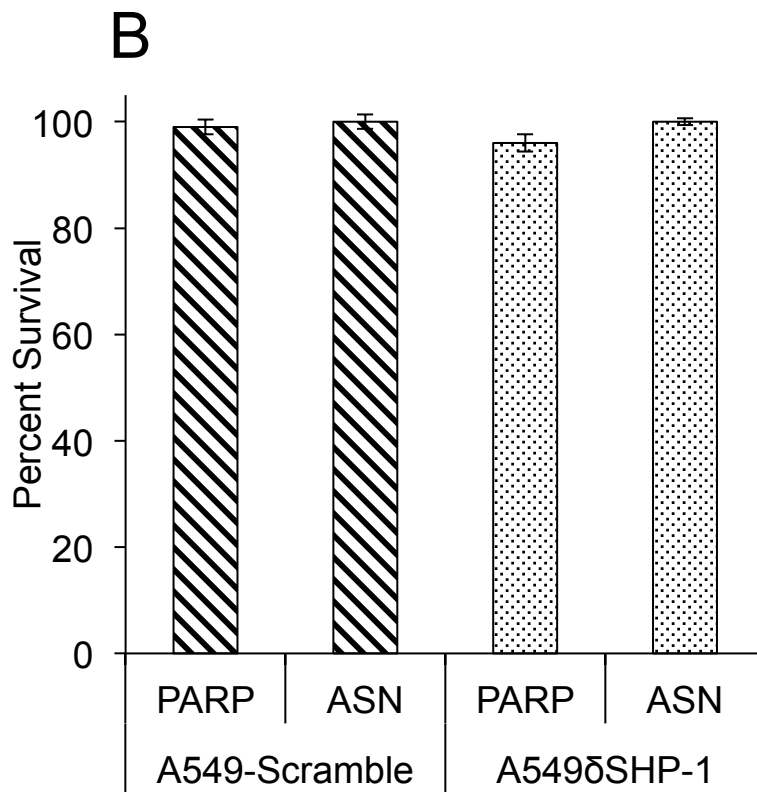 B
Percent Survival
100
80
60
40
20
0
PARP ASN PARP ASN
A549-Scramble A549δSHP-1